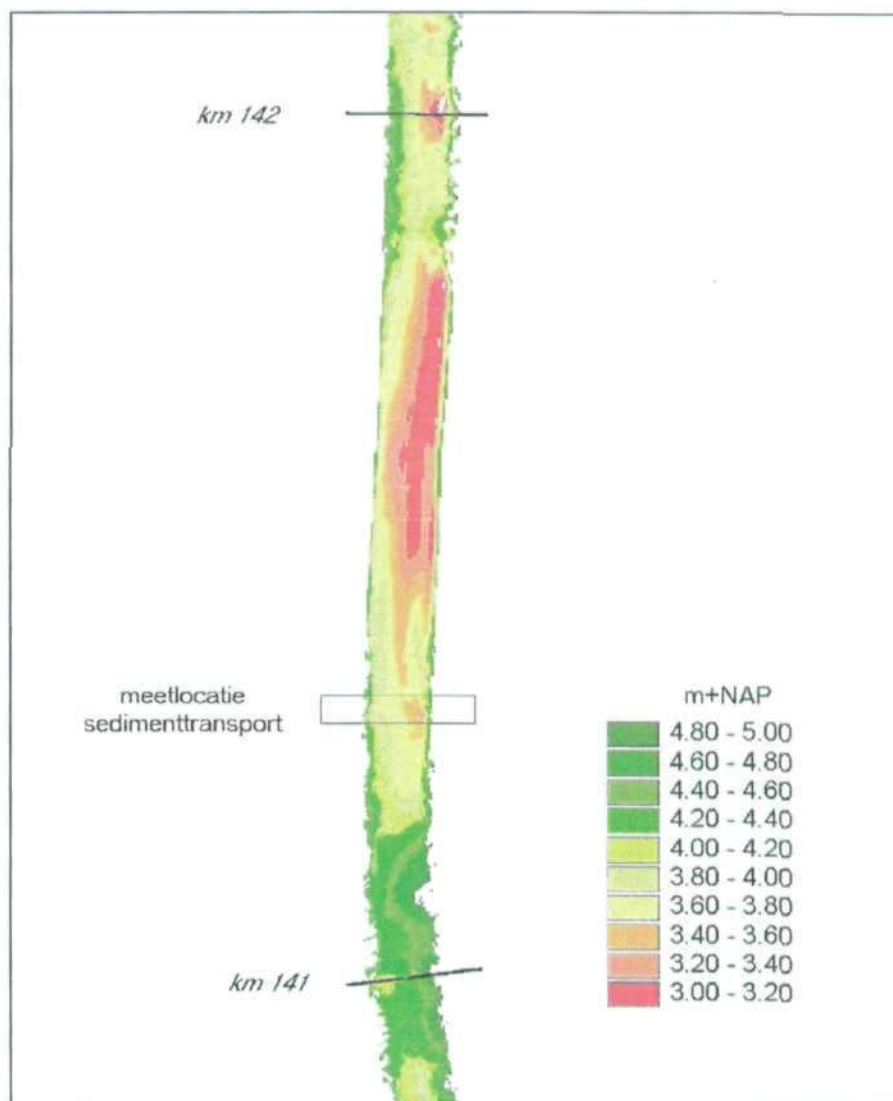 km 142
meetlocatie
sedimenttransport
m+NAP
4.80 - 5.00
4.60 - 4.80
4.40 - 4.60
4.20 - 4.40
4.00 - 4.20
3.80 - 4.00
3.60 - 3.80
3.40 - 3.60
3.20 - 3.40
3.00 - 3.20
km 141